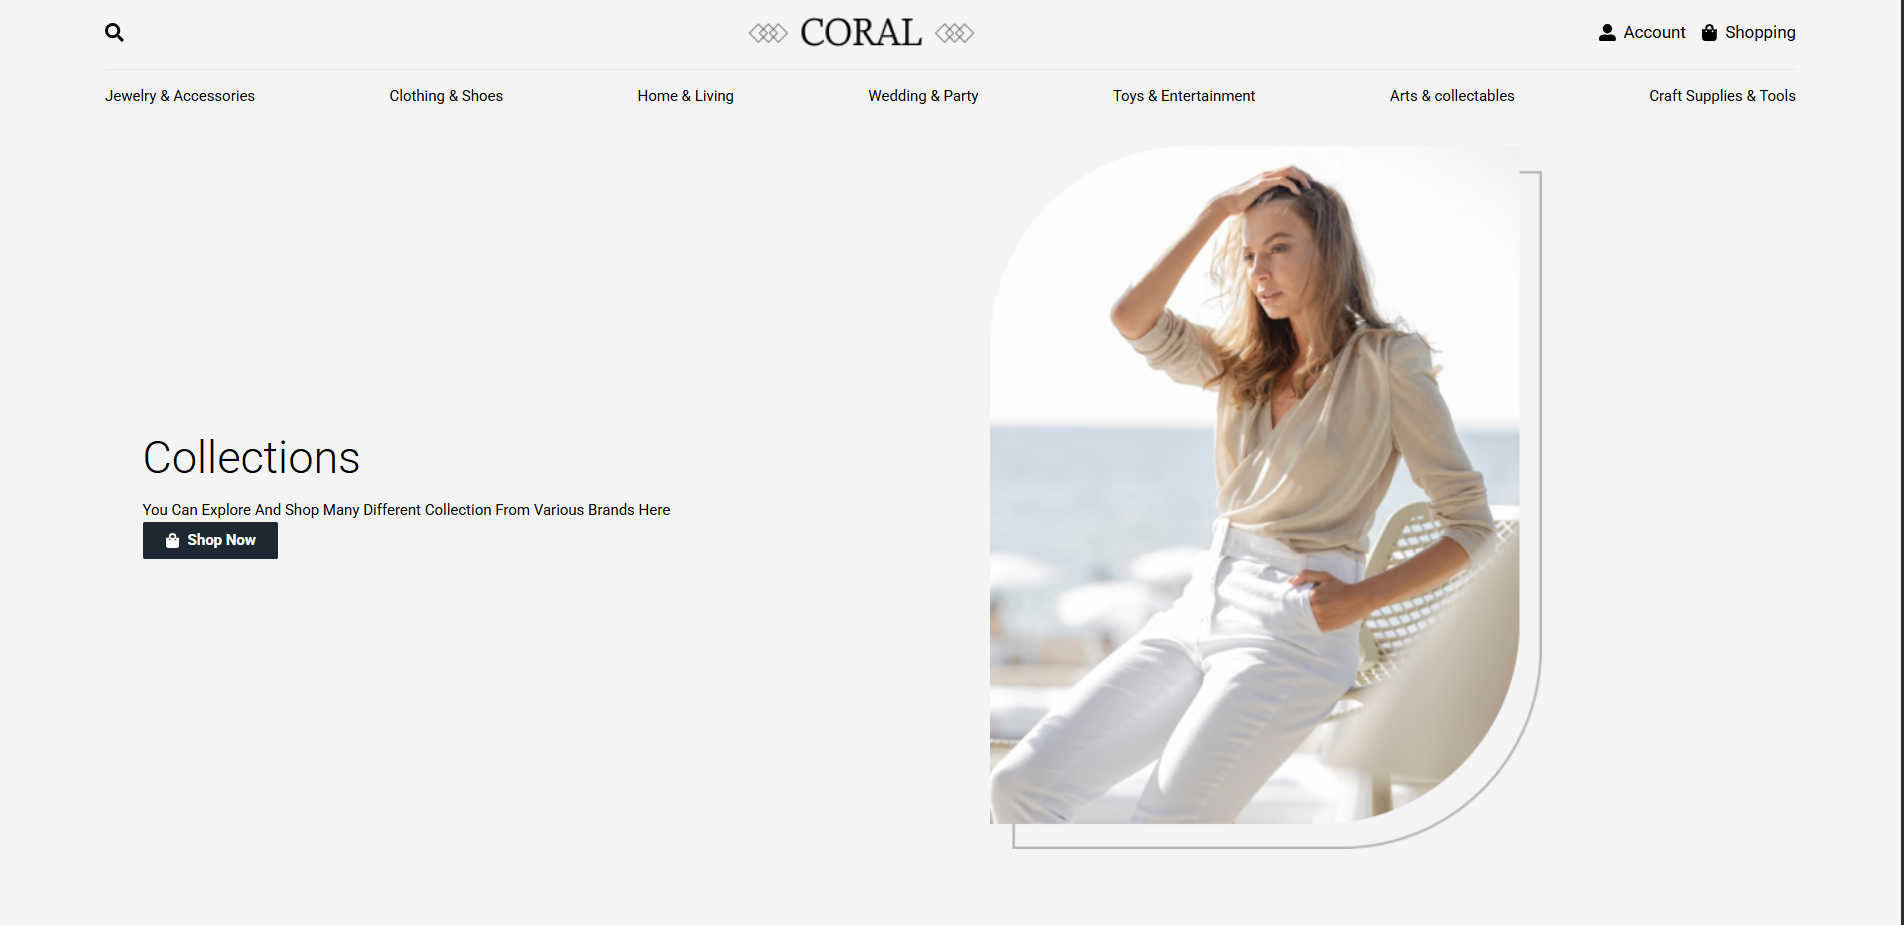 CORAL
Account Shopping
Jewelry & Accessories Clothing & Shoes Home & Living Wedding & Party Toys & Entertainment Arts & collectables Craft Supplies & Tools
Collections
You Can Explore And Shop Many Different Collection From Various Brands Here
Shop Now